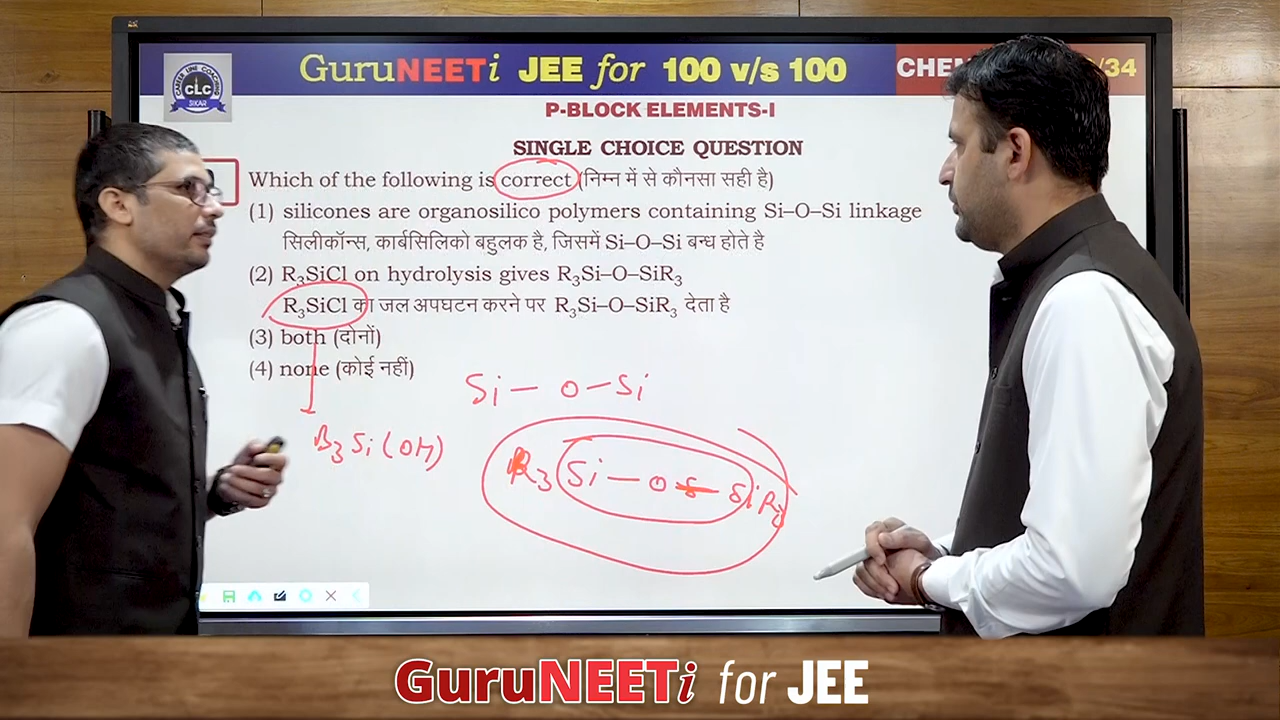 GuruNEETi JEE for 100 v/s 100
/34
CLC
SIKAR
P-BLOCK ELEMENTS-I
SINGLE CHOICE QUESTION
Which of the following is correct (निम्न में से कौनसा सही है)
(1) silicones are organosilico polymers containing Si–O–Si linkage
सिलीकॉन्स, कार्बसिलिको बहुलक है, जिसमें Si–O–Si बन्ध होते है
(2) R₃SiCl on hydrolysis gives R₃Si–O–SiR₃
R₃SiCl का जल अपघटन करने पर R₃Si–O–SiR₃ देता है
(3) both (दोनों)
(4) none (कोई नहीं)
Si – O – Si
R₃Si(OH)
R₃ Si – O – SiR₃
GuruNEETi for JEE